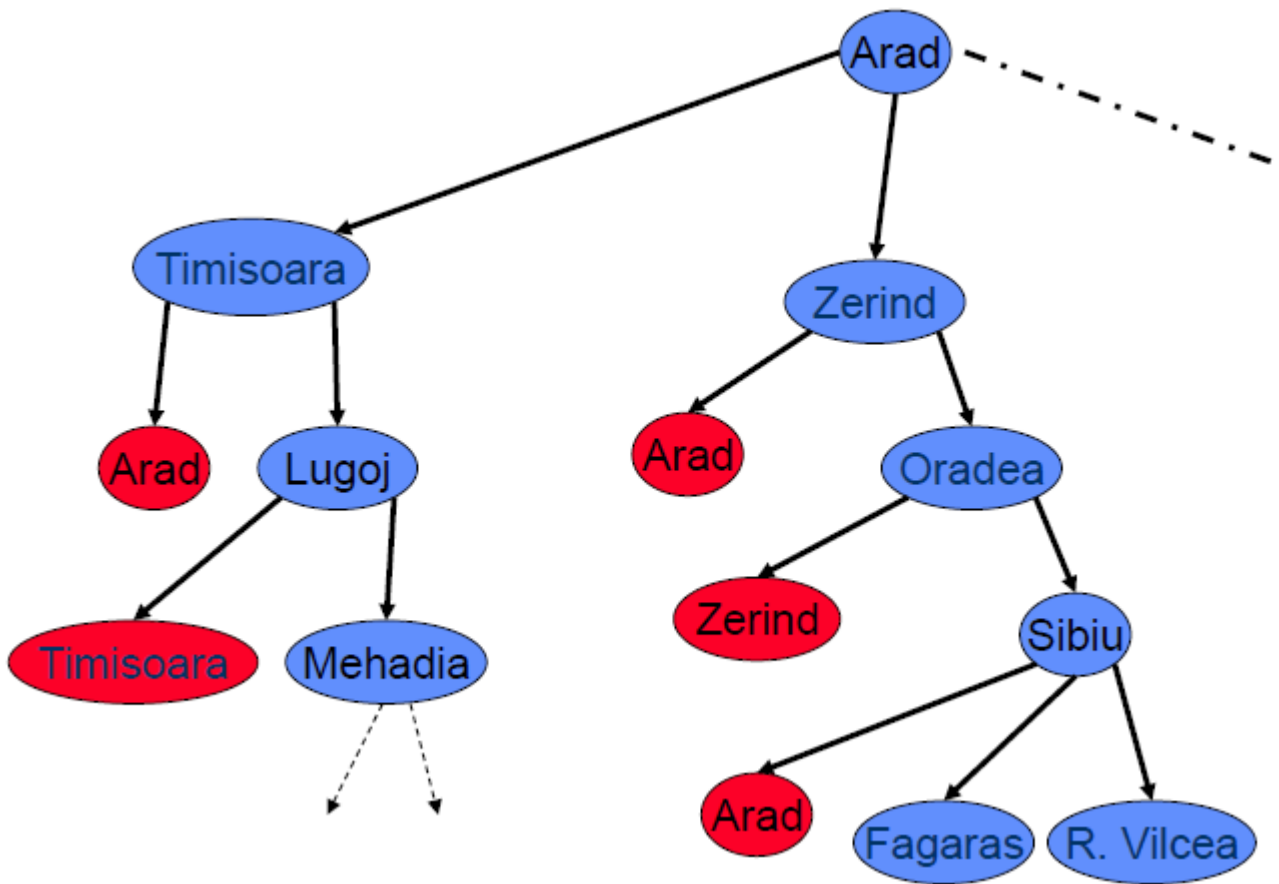 Arad
Timisoara
Zerind
Arad
Lugoj
Arad
Oradea
Timisoara
Mehadia
Zerind
Sibiu
Arad
Fagaras
R. Vilcea